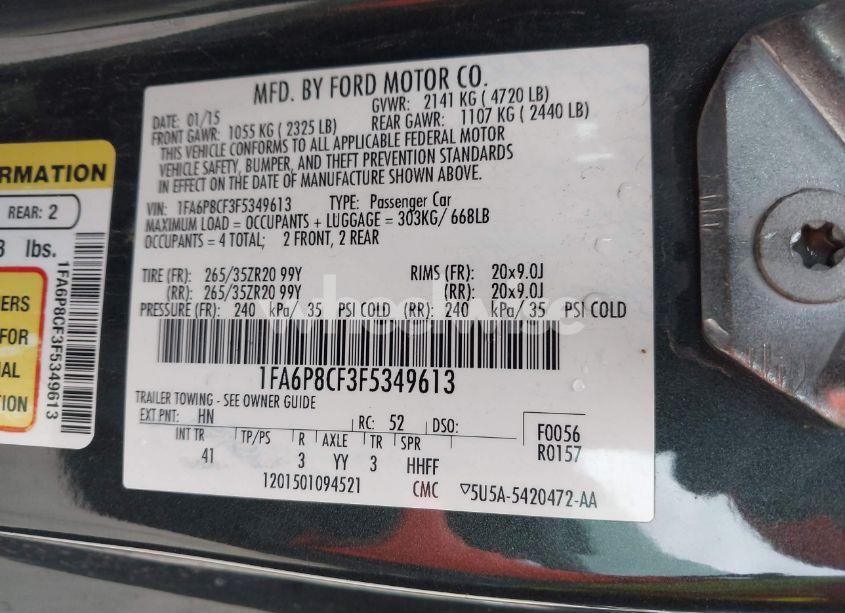 MFD. BY FORD MOTOR CO.
DATE: 01/15 GVWR: 2141 KG ( 4720 LB)
FRONT GAWR: 1055 KG ( 2325 LB) REAR GAWR: 1107 KG ( 2440 LB)
THIS VEHICLE CONFORMS TO ALL APPLICABLE FEDERAL MOTOR
VEHICLE SAFETY, BUMPER, AND THEFT PREVENTION STANDARDS
IN EFFECT ON THE DATE OF MANUFACTURE SHOWN ABOVE.
VIN: 1FA6P8CF3F5349613 TYPE: Passenger Car
MAXIMUM LOAD = OCCUPANTS + LUGGAGE = 303KG/ 668LB
OCCUPANTS = 4 TOTAL; 2 FRONT, 2 REAR
TIRE (FR): 265/35ZR20 99Y RIMS (FR): 20x9.0J
(RR): 265/35ZR20 99Y (RR): 20x9.0J
PRESSURE (FR): 240 kPa/ 35 PSI COLD (RR): 240 kPa/ 35 PSI COLD
1FA6P8CF3F5349613
TRAILER TOWING - SEE OWNER GUIDE
EXT PNT: HN RC: 52 DSO: F0056
R0157
INT TR TP/PS R AXLE TR SPR
41 3 YY 3 HHFF
1201501094521 CMC 5U5A-5420472-AA
RMATION
REAR: 2
lbs.
1FA6P8CF3F5349613
ERS
FOR
AL
TION
wheelwise